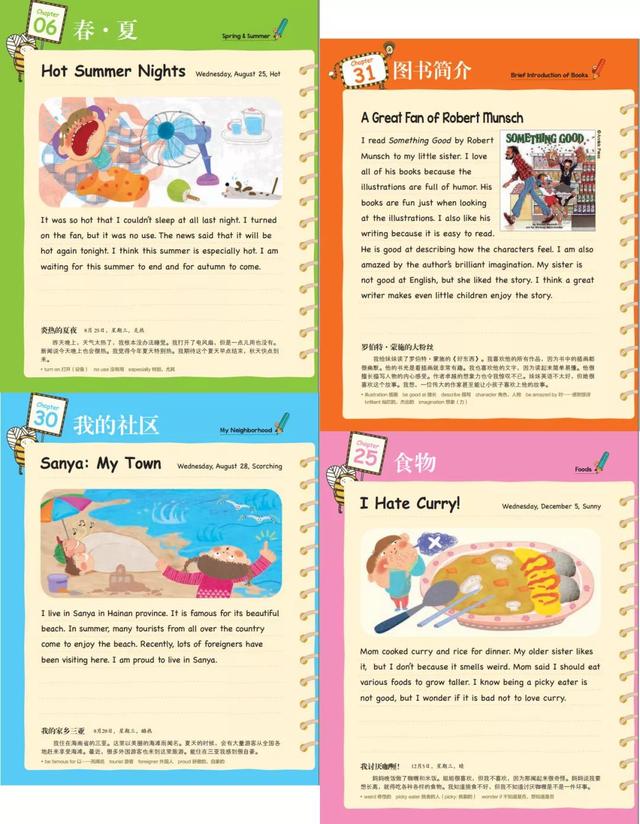 Chapter
06
春·夏
Spring & Summer
Hot Summer Nights
Wednesday, August 25, Hot
It was so hot that I couldn't sleep at all last night. I turned
on the fan, but it was no use. The news said that it will be
hot again tonight. I think this summer is especially hot. I am
waiting for this summer to end and for autumn to come.
炎热的夏夜 8月25日，星期三，炎热
昨天晚上，天气太热了，我根本没办法睡觉。我打开了电风扇，但是一点儿用也没有。
新闻说今天晚上也会很热。我觉得今年夏天特别热。我期待这个夏天早点结束，秋天快点到
来。
• turn on 打开（设备） no use 没有用 especially 特别，尤其
Chapter
31
图书简介
Brief Introduction of Books
A Great Fan of Robert Munsch
I read Something Good by Robert
Munsch to my little sister. I love
all of his books because the
illustrations are full of humor. His
books are fun just when looking
at the illustrations. I also like his
writing because it is easy to read.
He is good at describing how the characters feel. I am also
amazed by the author's brilliant imagination. My sister is
not good at English, but she liked the story. I think a great
writer makes even little children enjoy the story.
SOMETHING GOOD
罗伯特·蒙施的大粉丝
我给妹妹读了罗伯特·蒙施的《好东西》。我喜欢他的所有作品，因为书中的插画都
很幽默。他的书光是看插画就非常有趣。我也喜欢他的文字，因为读起来简单易懂。他很
擅长描写人物的内心感受。作者卓越的想象力也令我惊叹不已。妹妹英语不太好，但她很
喜欢这个故事。我想，一位伟大的作家甚至能让小孩子喜欢上他的故事。
• illustration 插画 be good at 擅长 describe 描写 character 角色，人物 be amazed by 对……感到惊讶
brilliant 灿烂的，杰出的 imagination 想象（力）
Chapter
30
我的社区
My Neighborhood
Sanya: My Town
Wednesday, August 28, Scorching
I live in Sanya in Hainan province. It is famous for its beautiful
beach. In summer, many tourists from all over the country
come to enjoy the beach. Recently, lots of foreigners have
been visiting here. I am proud to live in Sanya.
我的家乡三亚 8月28日，星期三，酷热
我住在海南省的三亚。这里以美丽的海滩而闻名。夏天的时候，会有大量游客从全国各
地赶来享受海滩。最近，很多外国游客也来到这里旅游。能住在三亚我感到很自豪。
• be famous for 以……而闻名 tourist 游客 foreigner 外国人 proud 骄傲的，自豪的
Chapter
25
食物
Foods
I Hate Curry!
Wednesday, December 5, Sunny
Mom cooked curry and rice for dinner. My older sister likes
it, but I don't because it smells weird. Mom said I should eat
various foods to grow taller. I know being a picky eater is
not good, but I wonder if it is bad not to love curry.
我讨厌咖喱！ 12月5日，星期三，晴
妈妈晚饭做了咖喱和米饭。姐姐很喜欢，但我不喜欢，因为那闻起来很奇怪。妈妈说我要
想长高，就得吃各种各样的食物。我知道挑食不好，但我不知道讨厌咖喱是不是一件坏事。
• weird 奇怪的 picky eater 挑食的人（picky: 挑剔的） wonder if 不知道是否，想知道是否